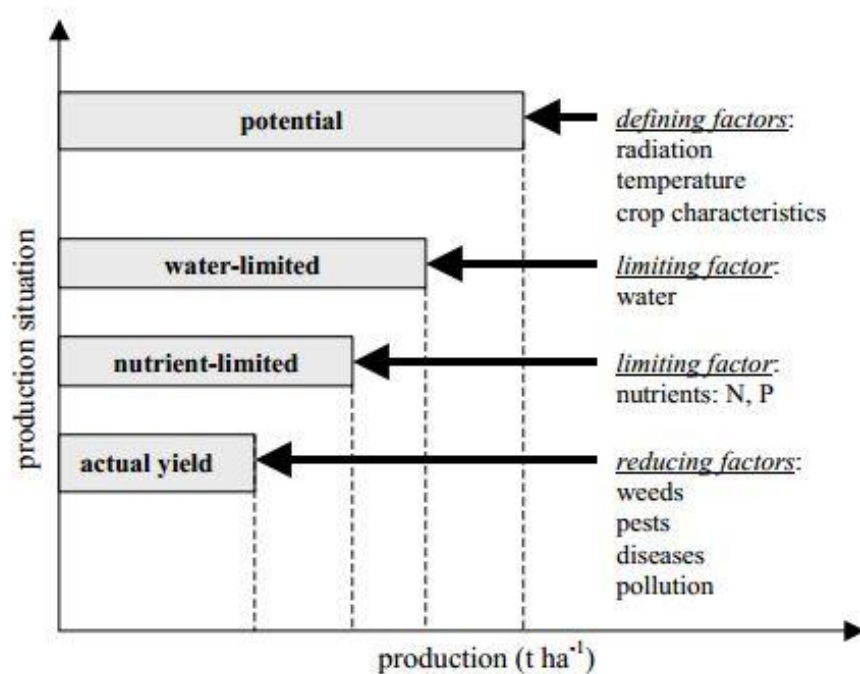 potential
defining factors:
radiation
temperature
crop characteristics
water-limited
limiting factor:
water
nutrient-limited
limiting factor:
nutrients: N, P
actual yield
reducing factors:
weeds
pests
diseases
pollution
production situation
production (t ha⁻¹)